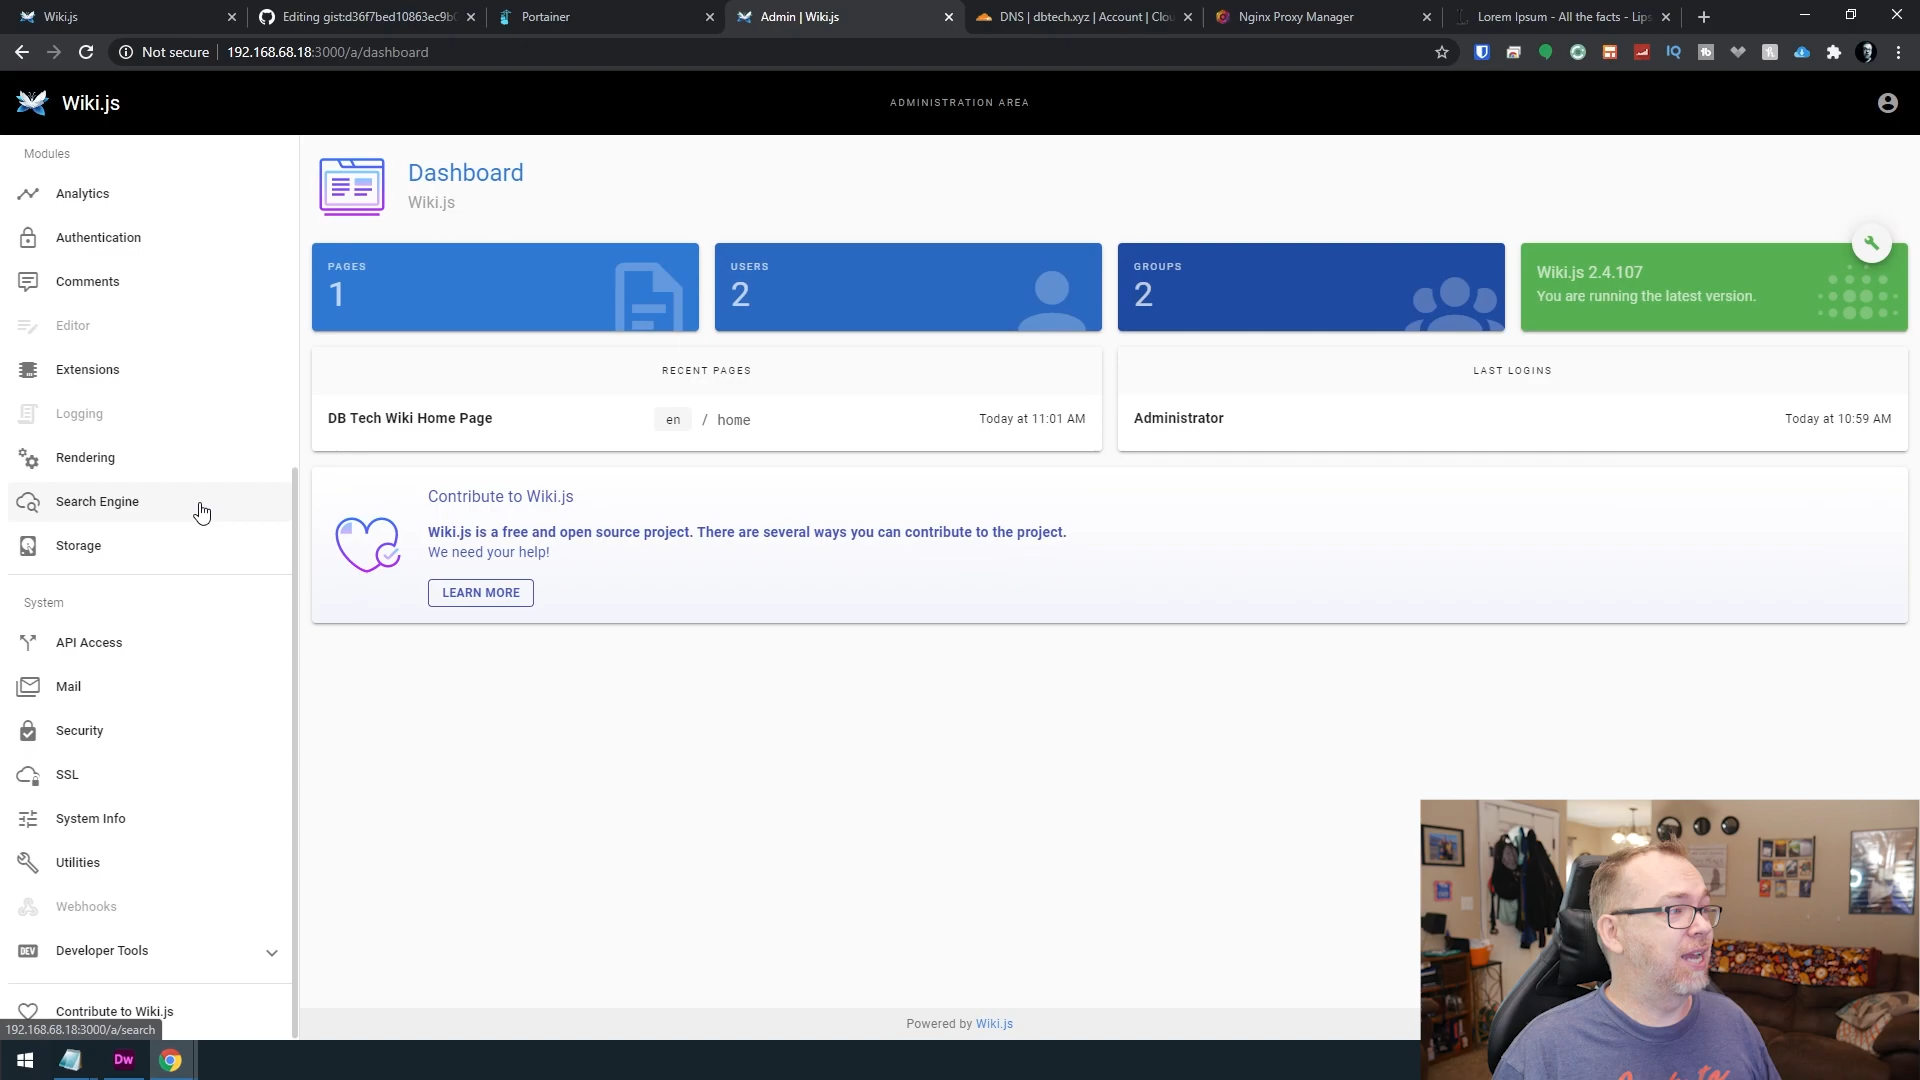 Wiki.js
Editing gist:d36f7bed10863ec9b0
Portainer
Admin | Wiki.js
DNS | dbtech.xyz | Account | Clou
Nginx Proxy Manager
Lorem Ipsum - All the facts - Lips
Not secure
192.168.68.18:3000/a/dashboard
Wiki.js
ADMINISTRATION AREA
Modules
Analytics
Authentication
Comments
Editor
Extensions
Logging
Rendering
Search Engine
Storage
System
API Access
Mail
Security
SSL
System Info
Utilities
Webhooks
DEV
Developer Tools
Contribute to Wiki.js
192.168.68.18:3000/a/search
Dashboard
Wiki.js
PAGES
1
USERS
2
GROUPS
2
Wiki.js 2.4.107
You are running the latest version.
RECENT PAGES
DB Tech Wiki Home Page
en / home
Today at 11:01 AM
LAST LOGINS
Administrator
Today at 10:59 AM
Contribute to Wiki.js
Wiki.js is a free and open source project. There are several ways you can contribute to the project.
We need your help!
LEARN MORE
Powered by Wiki.js
Dw